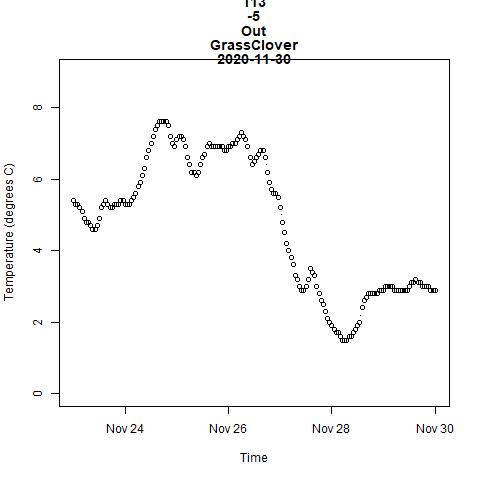 113
-5
Out
GrassClover
2020-11-30
Temperature (degrees C)
8
6
4
2
0
Nov 24 Nov 26 Nov 28 Nov 30
Time